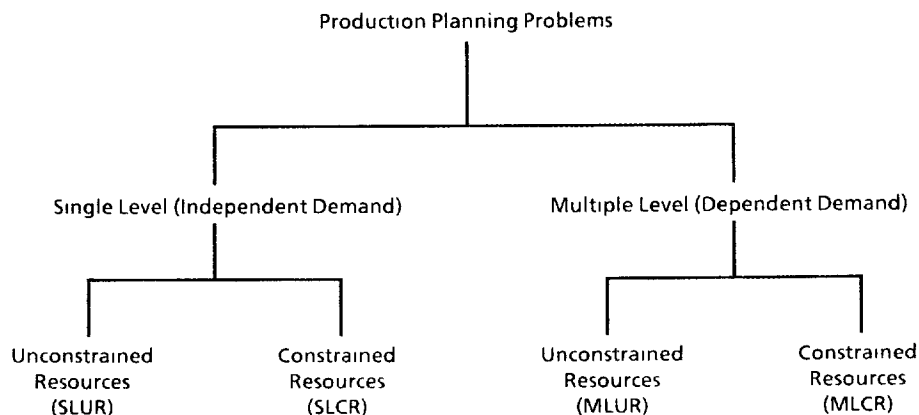 Production Planning Problems
Single Level (Independent Demand)
Multiple Level (Dependent Demand)
Unconstrained
Resources
(SLUR)
Constrained
Resources
(SLCR)
Unconstrained
Resources
(MLUR)
Constrained
Resources
(MLCR)